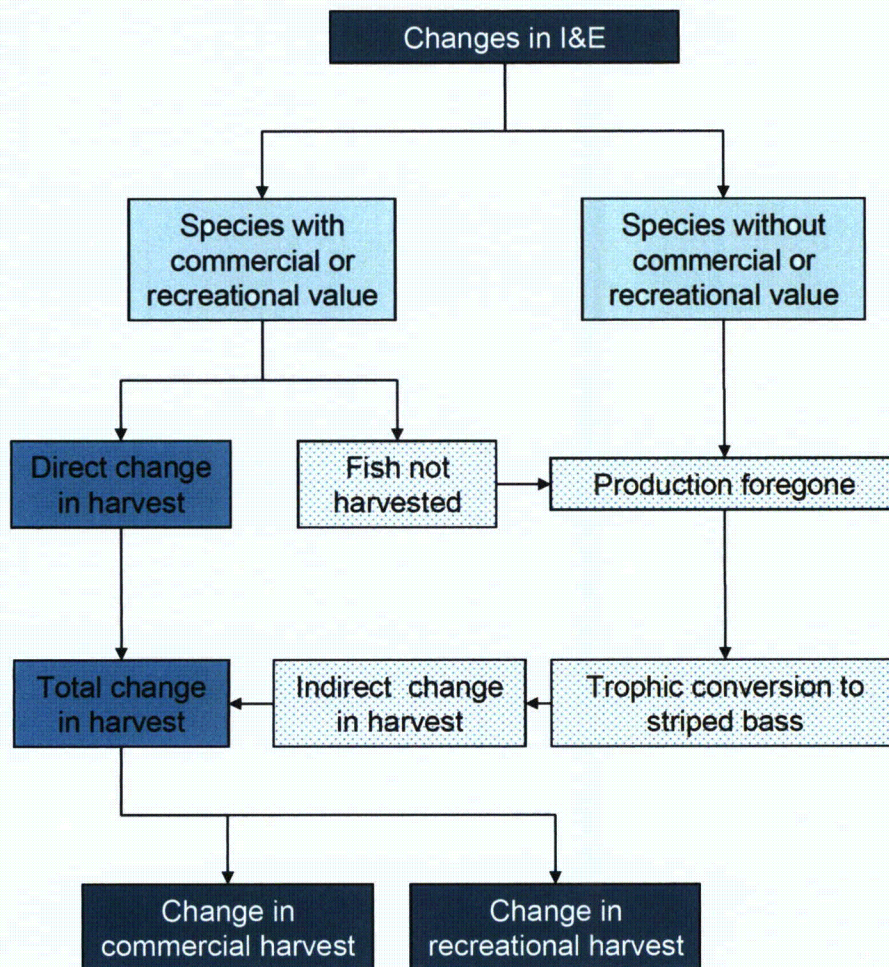 Changes in I&E
Species with
commercial or
recreational value
Species without
commercial or
recreational value
Direct change
in harvest
Fish not
harvested
Production foregone
Total change
in harvest
Indirect change
in harvest
Trophic conversion to
striped bass
Change in
commercial harvest
Change in
recreational harvest